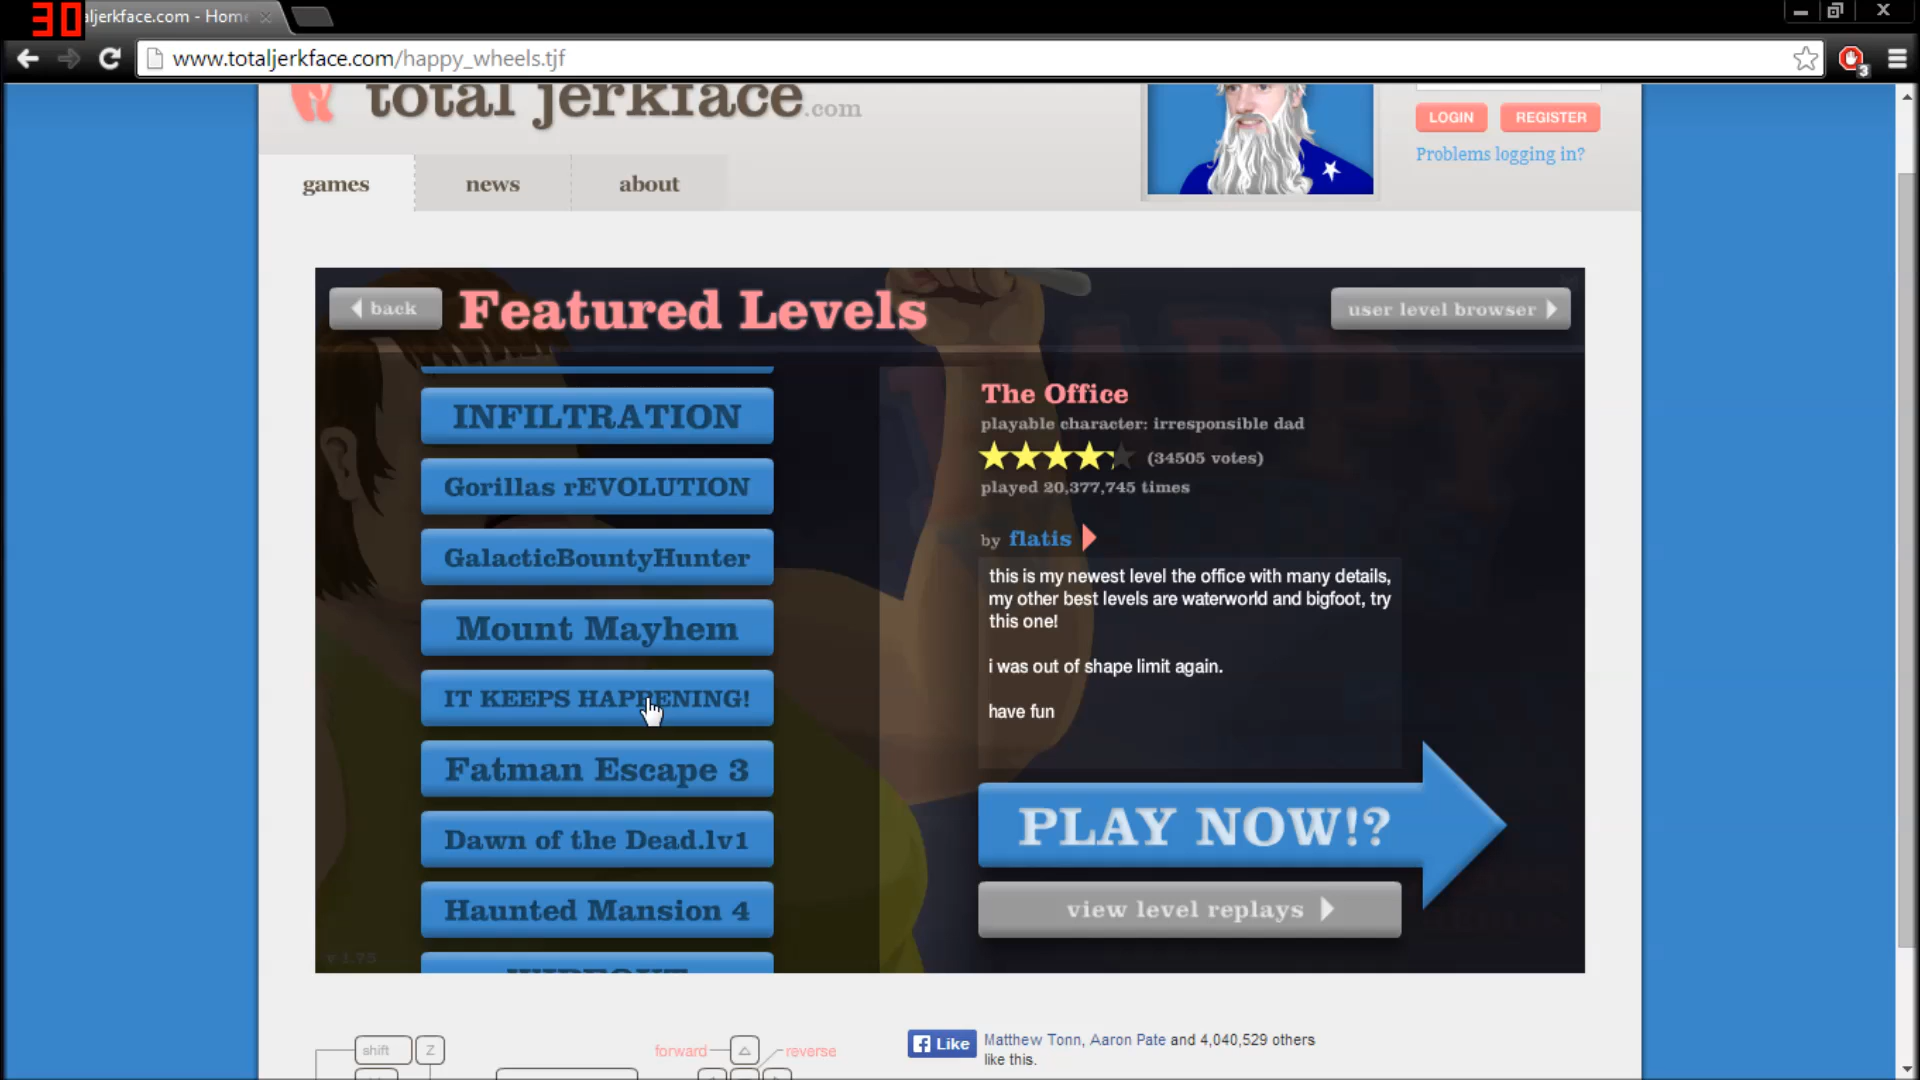 30
aljerkface.com - Home
www.totaljerkface.com/happy_wheels.tjf
3
total jerkface.com
LOGIN
REGISTER
Problems logging in?
games
news
about
back
Featured Levels
user level browser
INFILTRATION
Gorillas rEVOLUTION
GalacticBountyHunter
Mount Mayhem
IT KEEPS HAPPENING!
Fatman Escape 3
Dawn of the Dead.lv1
Haunted Mansion 4
WIPEOUT
v 1.75
The Office
playable character: irresponsible dad
(34505 votes)
played 20,377,745 times
by flatis
this is my newest level the office with many details,
my other best levels are waterworld and bigfoot, try
this one!
i was out of shape limit again.
have fun
PLAY NOW!?
view level replays
shift
Z
forward
reverse
Like
Matthew Tonn, Aaron Pate and 4,040,529 others
like this.